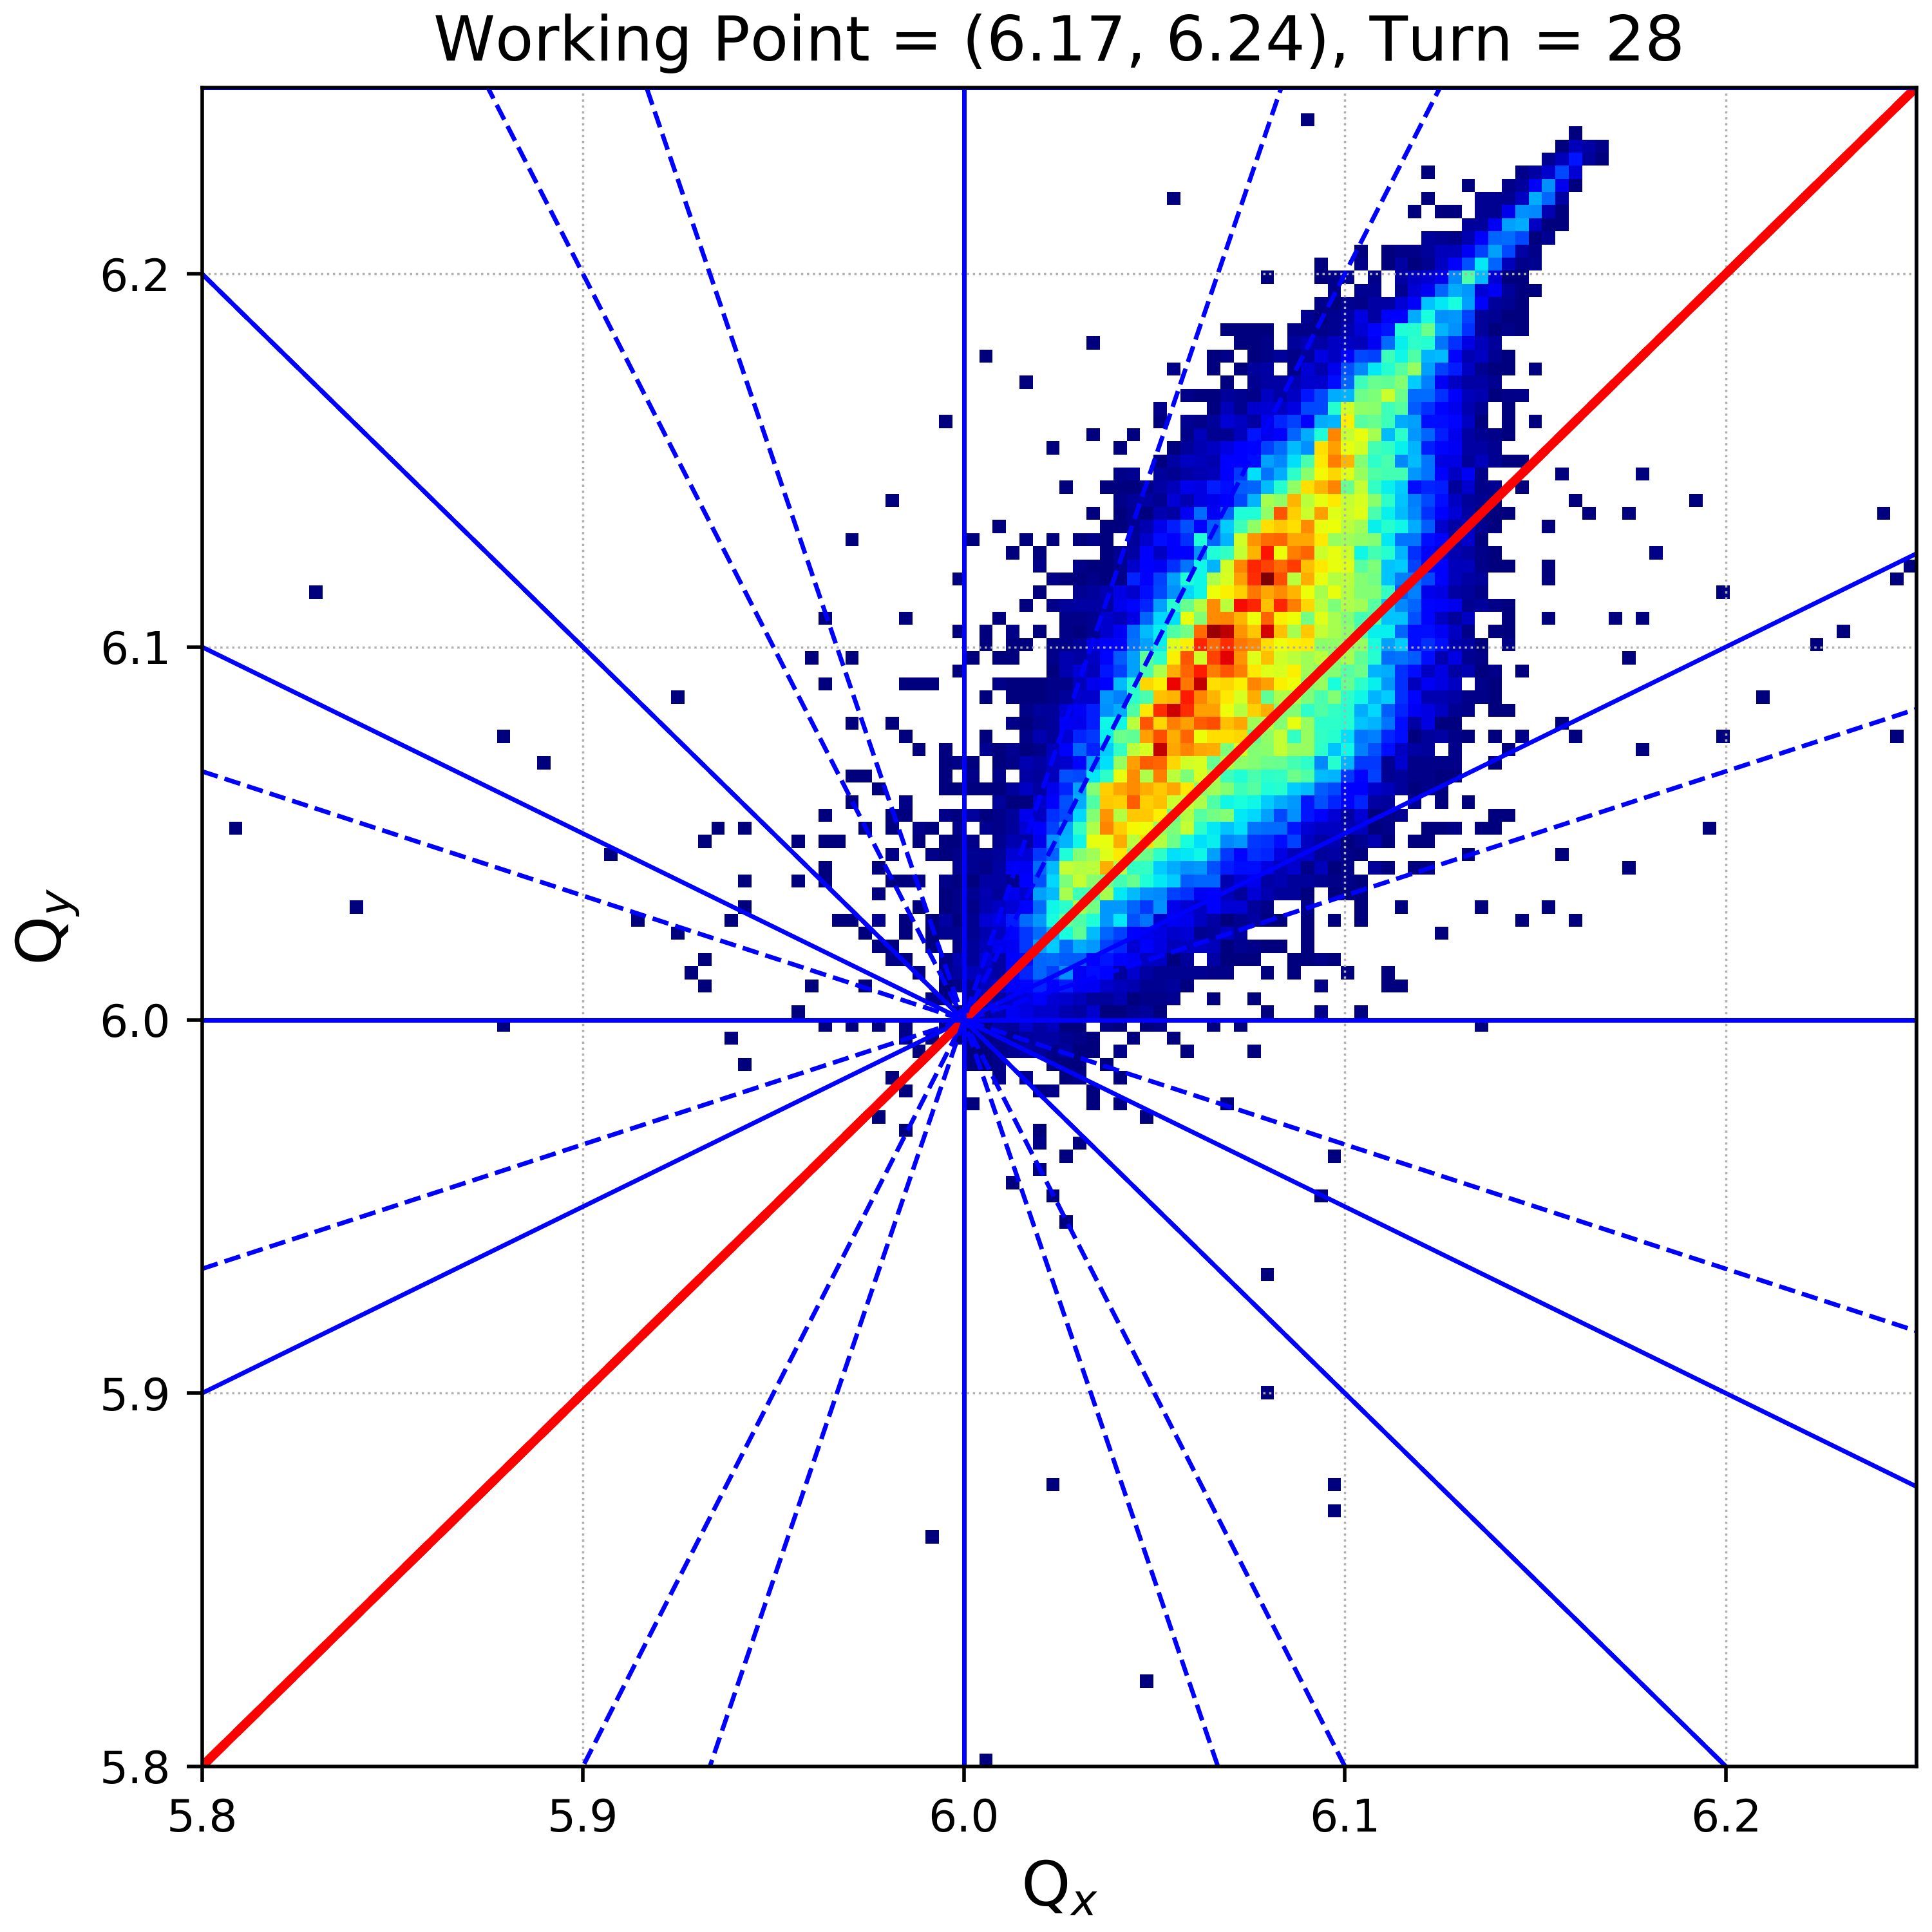 Working Point = (6.17, 6.24), Turn = 28
6.2
6.1
6.0
5.9
5.8
Qy
5.8 5.9 6.0 6.1 6.2
Qx